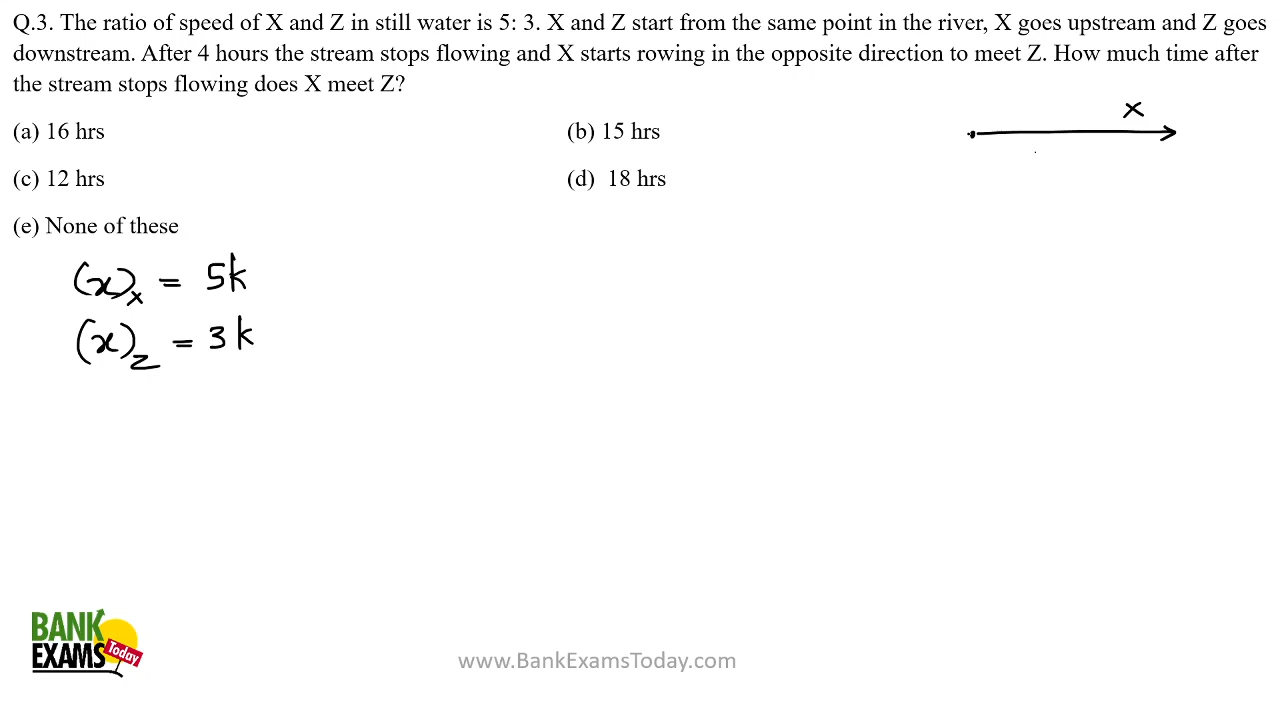 Q.3. The ratio of speed of X and Z in still water is 5: 3. X and Z start from the same point in the river, X goes upstream and Z goes
downstream. After 4 hours the stream stops flowing and X starts rowing in the opposite direction to meet Z. How much time after
the stream stops flowing does X meet Z?
X
(a) 16 hrs
(b) 15 hrs
(c) 12 hrs
(d) 18 hrs
(e) None of these
(x)ₓ = 5k
(x)z = 3k
BANK
EXAMS Today
www.BankExamsToday.com